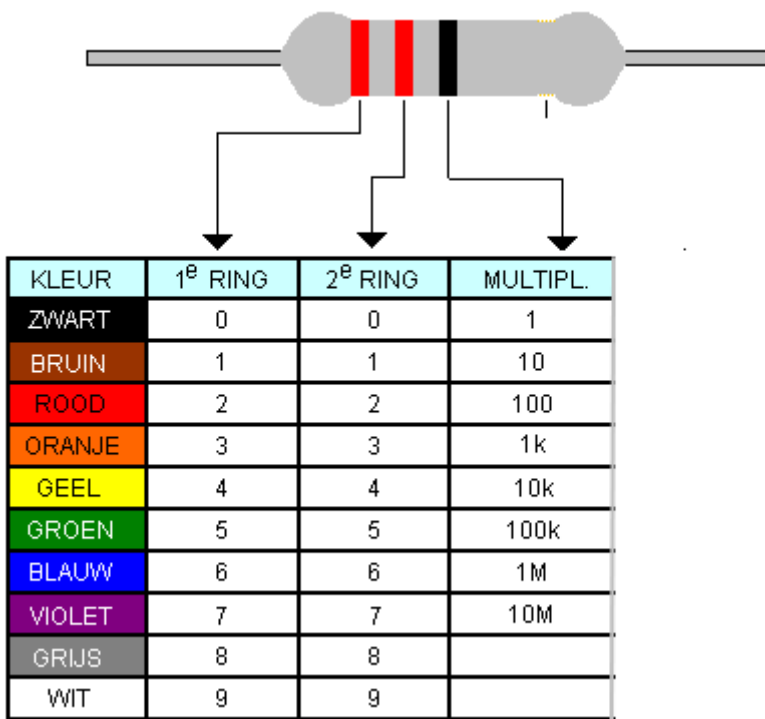 KLEUR 1e RING 2e RING MULTIPL.
ZWART 0 0 1
BRUIN 1 1 10
ROOD 2 2 100
ORANJE 3 3 1k
GEEL 4 4 10k
GROEN 5 5 100k
BLAUW 6 6 1M
VIOLET 7 7 10M
GRIJS 8 8
WIT 9 9